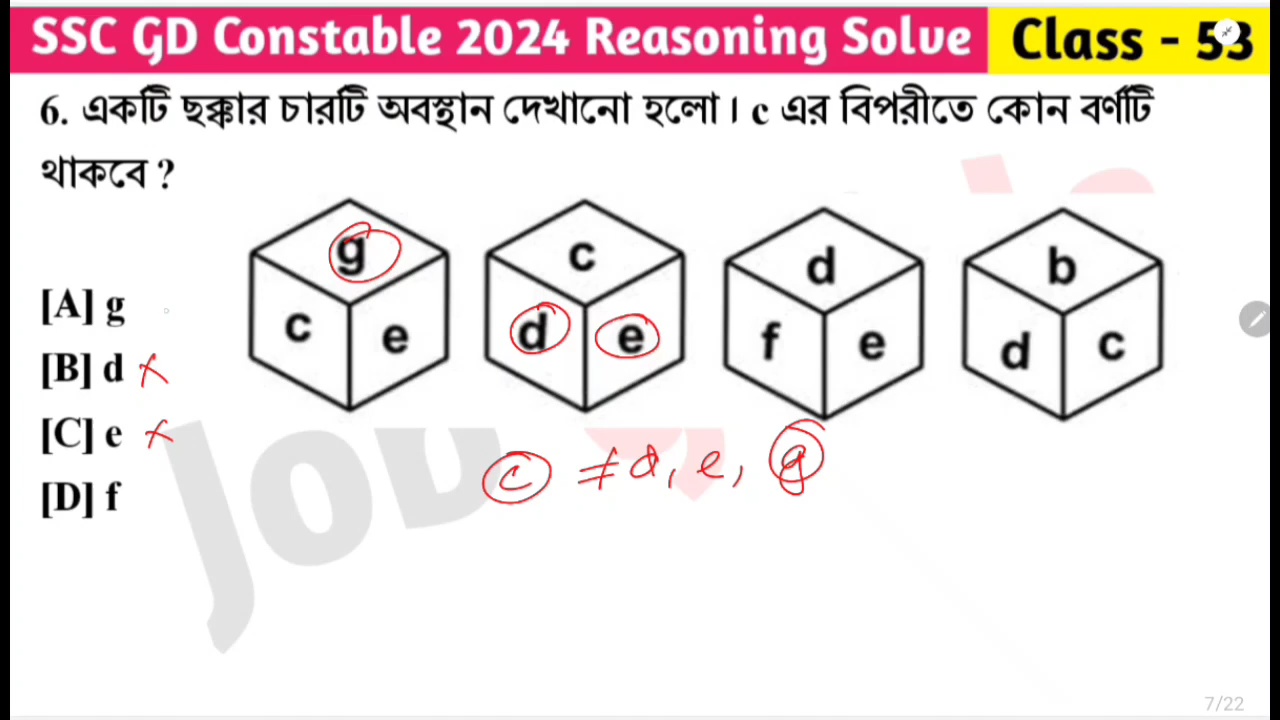 SSC GD Constable 2024 Reasoning Solve Class - 53
6. একটি ছক্কার চারটি অবস্থান দেখানো হলো। c এর বিপরীতে কোন বর্ণটি
থাকবে ?
g c d b
c e d e f e d c
[A] g
[B] d ×
[C] e ×
[D] f
c ≠ d, e, g
Job
7/22